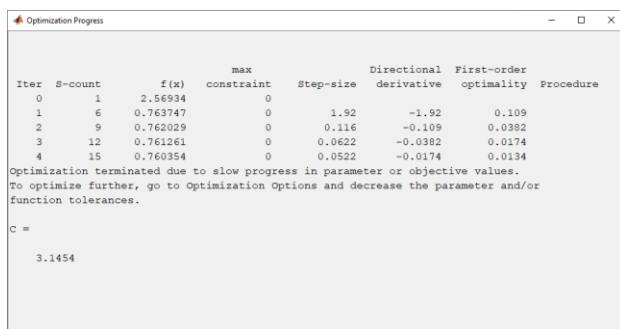 Optimization Progress
max Directional First-order
Iter S-count f(x) constraint Step-size derivative optimality Procedure
0 1 2.56934 0
1 6 0.763747 0 1.92 -1.92 0.109
2 9 0.762029 0 0.116 -0.109 0.0382
3 12 0.761261 0 0.0622 -0.0382 0.0174
4 15 0.760354 0 0.0522 -0.0174 0.0134
Optimization terminated due to slow progress in parameter or objective values.
To optimize further, go to Optimization Options and decrease the parameter and/or
function tolerances.
C =
3.1454